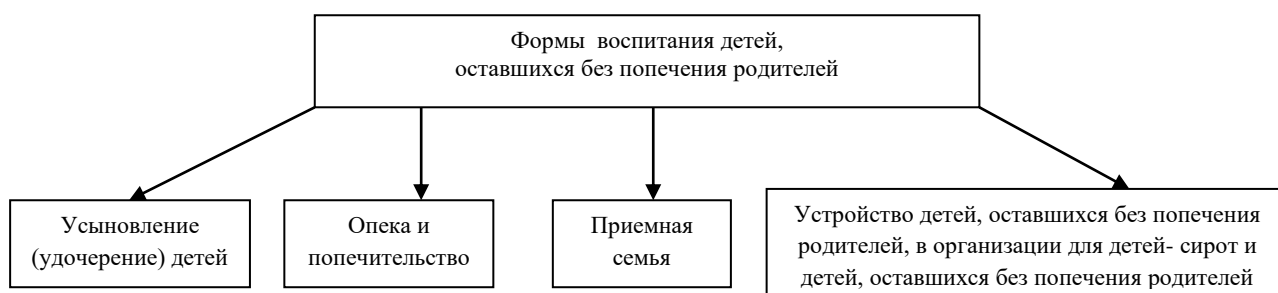 Формы воспитания детей,
оставшихся без попечения родителей
Усыновление
(удочерение) детей
Опека и
попечительство
Приемная
семья
Устройство детей, оставшихся без попечения
родителей, в организации для детей- сирот и
детей, оставшихся без попечения родителей